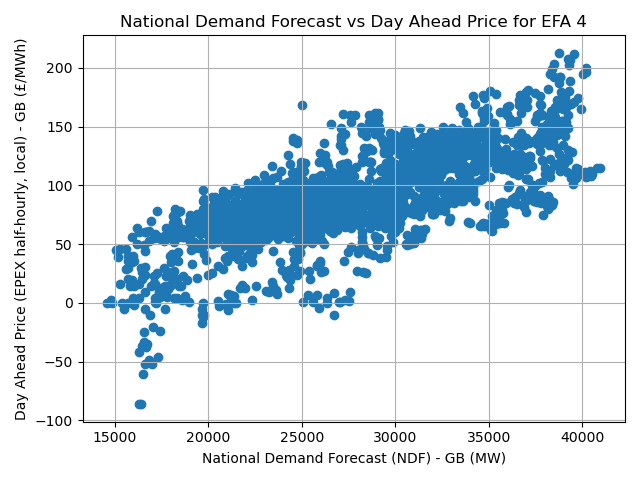 National Demand Forecast vs Day Ahead Price for EFA 4
Day Ahead Price (EPEX half-hourly, local) - GB (£/MWh)
200
150
100
50
0
−50
−100
15000 20000 25000 30000 35000 40000
National Demand Forecast (NDF) - GB (MW)